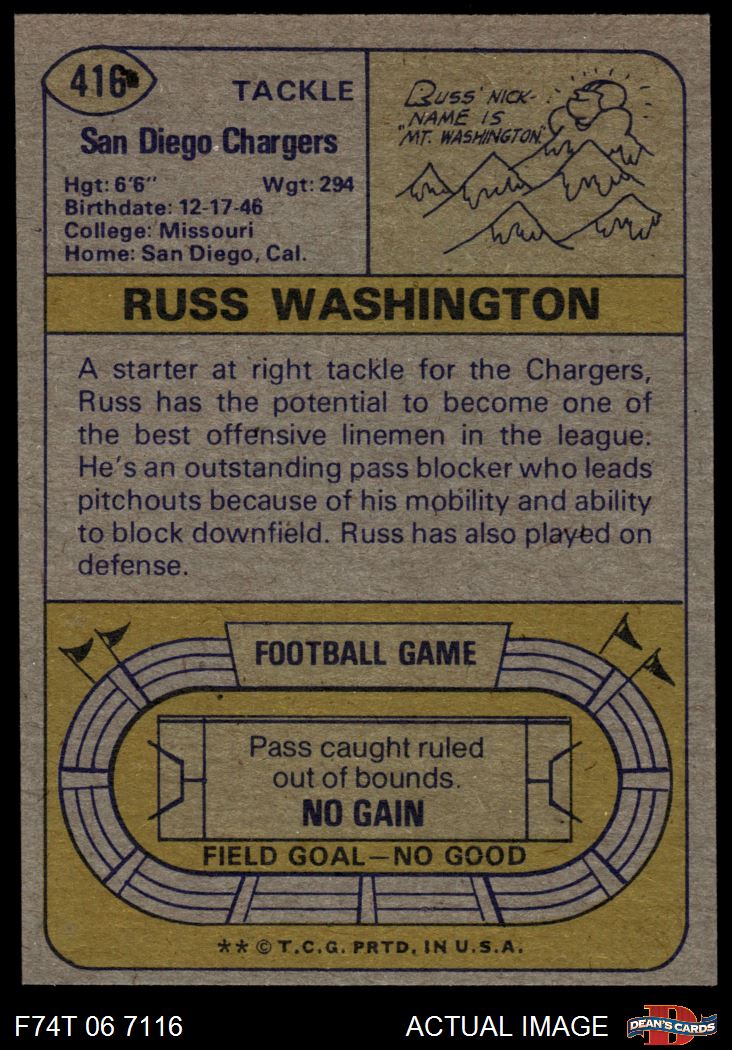 416
TACKLE
San Diego Chargers
Hgt: 6'6" Wgt: 294
Birthdate: 12-17-46
College: Missouri
Home: San Diego, Cal.
RUSS' NICK-
NAME IS
"MT. WASHINGTON."
RUSS WASHINGTON
A starter at right tackle for the Chargers,
Russ has the potential to become one of
the best offensive linemen in the league.
He's an outstanding pass blocker who leads
pitchouts because of his mobility and ability
to block downfield. Russ has also played on
defense.
FOOTBALL GAME
Pass caught ruled
out of bounds.
NO GAIN
FIELD GOAL—NO GOOD
** © T.C.G. PRTD. IN U.S.A.
F74T 06 7116 ACTUAL IMAGE
D
DEAN'S CARDS